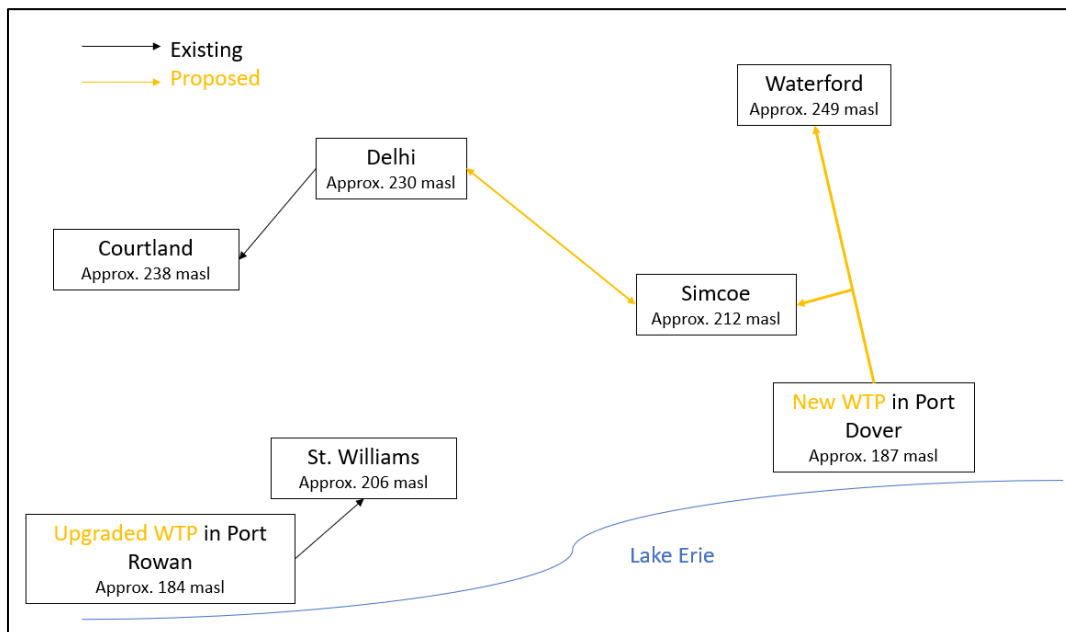 Existing
Proposed
Waterford
Approx. 249 masl
Delhi
Approx. 230 masl
Courtland
Approx. 238 masl
Simcoe
Approx. 212 masl
New WTP in Port
Dover
Approx. 187 masl
St. Williams
Approx. 206 masl
Upgraded WTP in Port
Rowan
Approx. 184 masl
Lake Erie